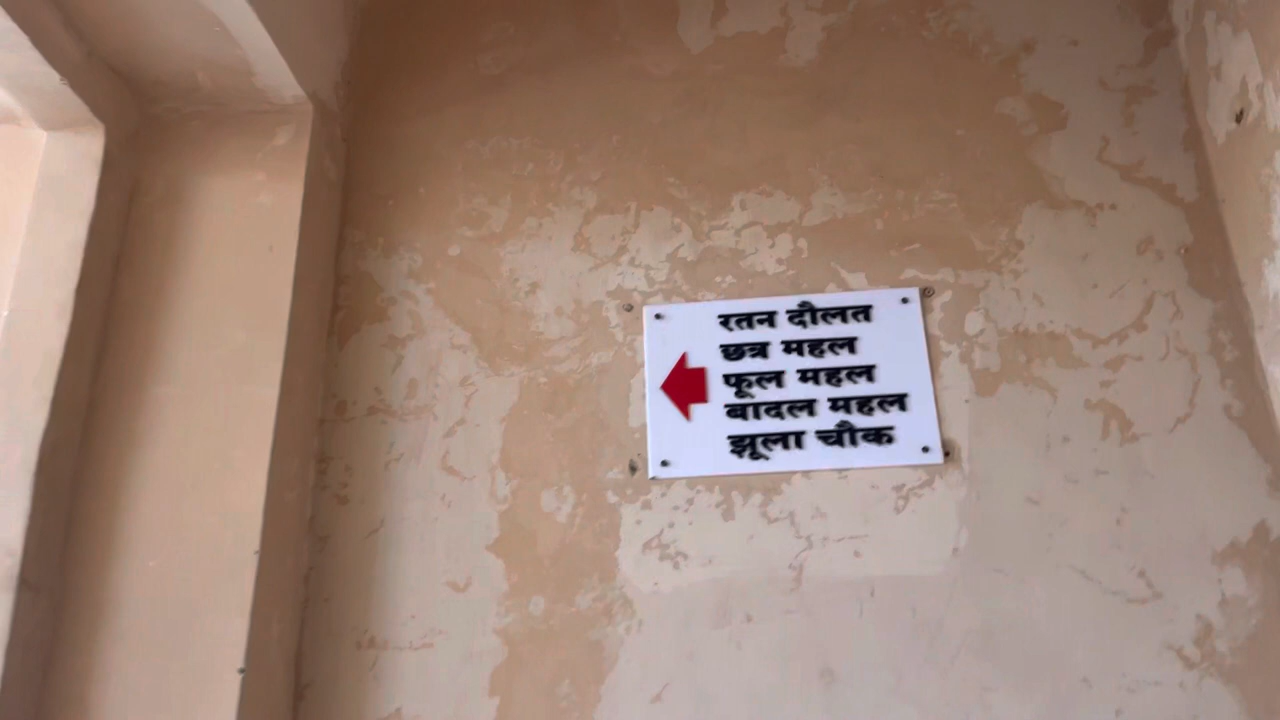 रतन दौलत
छत्र महल
फूल महल
बादल महल
झूला चौक